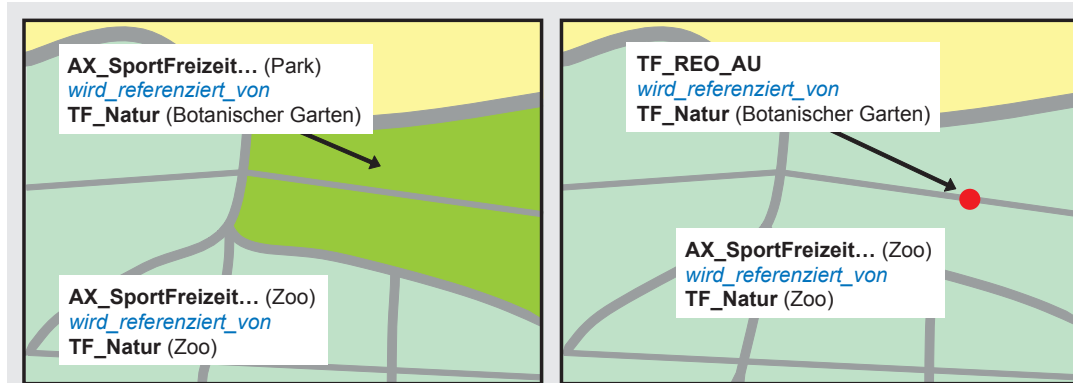 AX_SportFreizeit… (Park)
wird_referenziert_von
TF_Natur (Botanischer Garten)
AX_SportFreizeit… (Zoo)
wird_referenziert_von
TF_Natur (Zoo)
TF_REO_AU
wird_referenziert_von
TF_Natur (Botanischer Garten)
AX_SportFreizeit… (Zoo)
wird_referenziert_von
TF_Natur (Zoo)